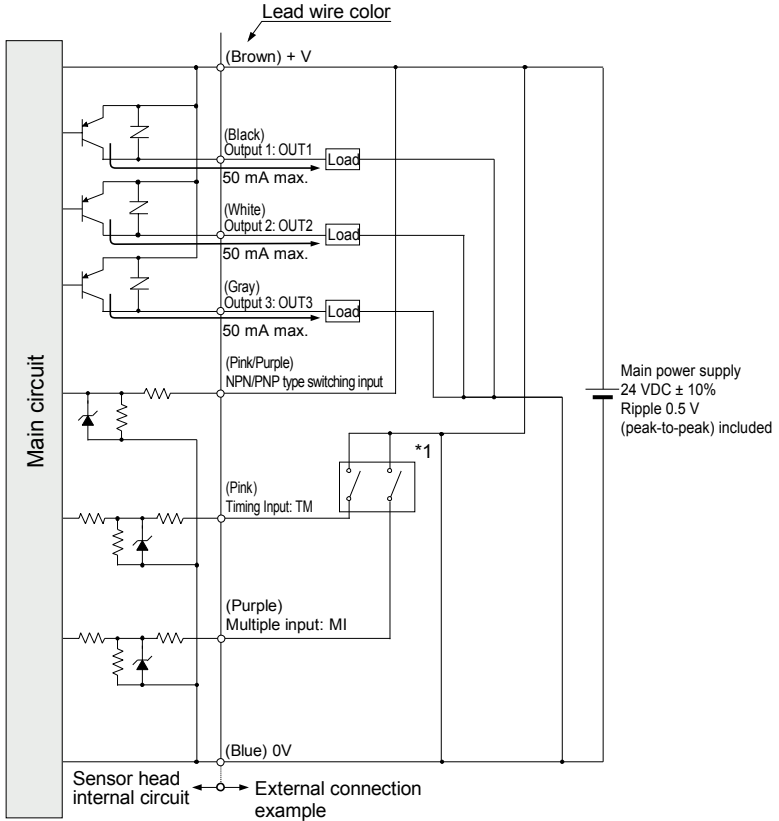 Lead wire color
(Brown) + V
(Black)
Output 1: OUT1
Load
50 mA max.
(White)
Output 2: OUT2
Load
50 mA max.
(Gray)
Output 3: OUT3
Load
50 mA max.
Main circuit
(Pink/Purple)
NPN/PNP type switching input
Main power supply
24 VDC ± 10%
Ripple 0.5 V
(peak-to-peak) included
*1
(Pink)
Timing Input: TM
(Purple)
Multiple input: MI
(Blue) 0V
Sensor head
internal circuit
External connection
example